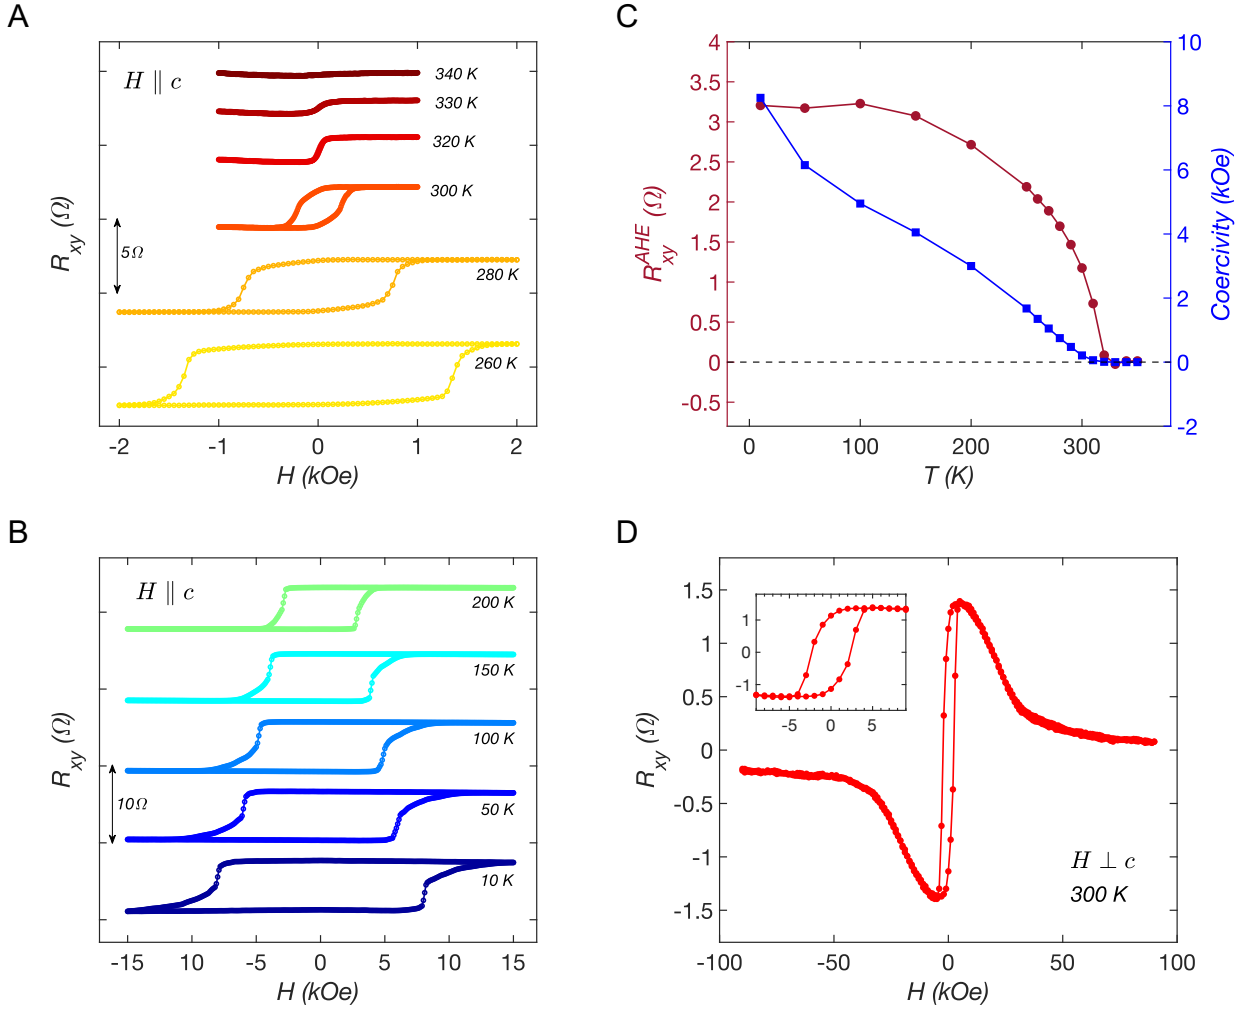 A
H ∥ c
340 K
330 K
320 K
300 K
280 K
260 K
5 Ω
R_xy (Ω)
-2 -1 0 1 2
H (kOe)
B
H ∥ c
200 K
150 K
100 K
50 K
10 K
10 Ω
R_xy (Ω)
-15 10 -5 0 5 10 15
H (kOe)
C
4
3.5
3
2.5
2
1.5
1
0.5
0
-0.5
R_xy^AHE (Ω)
10
8
6
4
2
0
-2
Coercivity (kOe)
0 100 200 300
T (K)
D
1.5
1
0.5
0
-0.5
-1
-1.5
R_xy (Ω)
1
0
-1
-5 0 5
H ⊥ c
300 K
-100 -50 0 50 100
H (kOe)